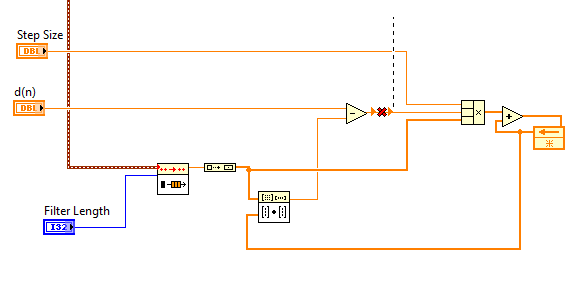 Step Size
DBL
d(n)
DBL
Filter Length
I32